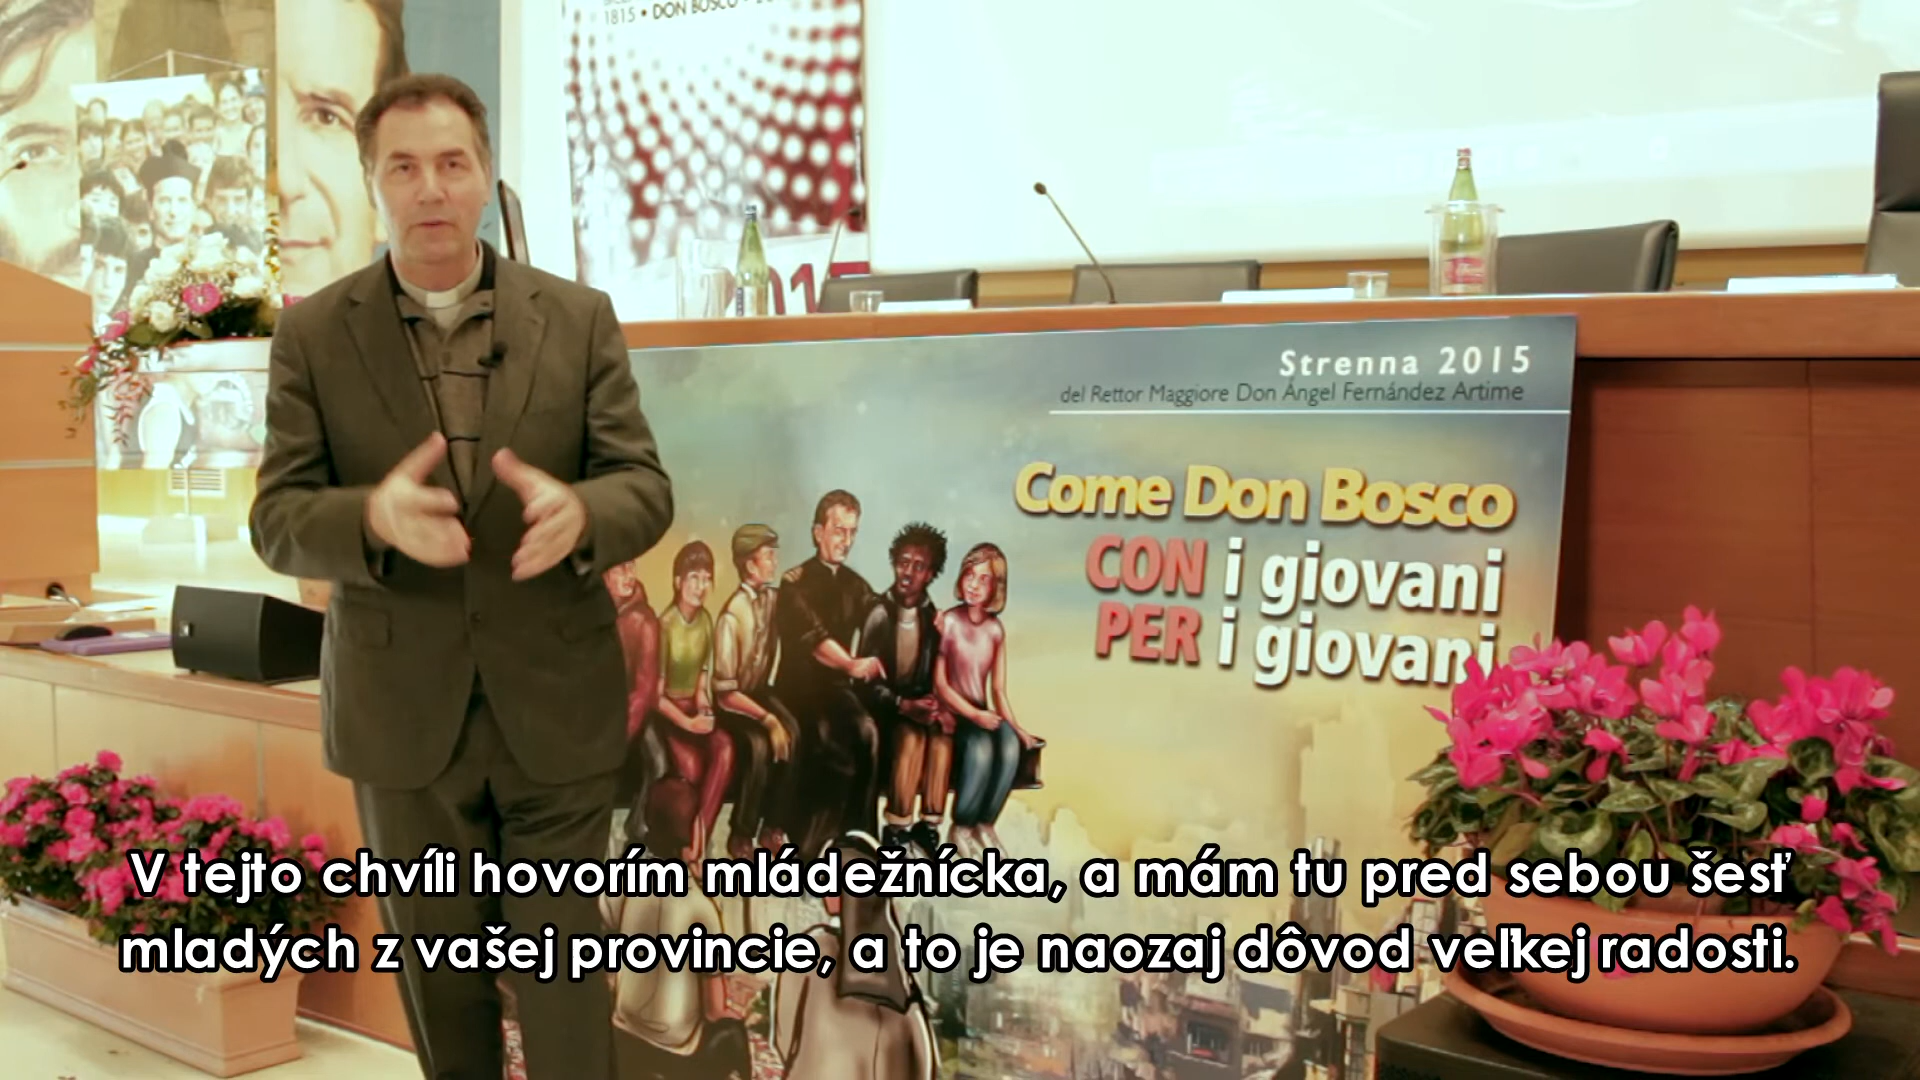 1815 • DON BOSCO
Strenna 2015
del Rettor Maggiore Don Ángel Fernández Artime
Come Don Bosco
CON i giovani
PER i giovani
V tejto chvíli hovorím mládežnícka, a mám tu pred sebou šesť
mladých z vašej provincie, a to je naozaj dôvod veľkej radosti.